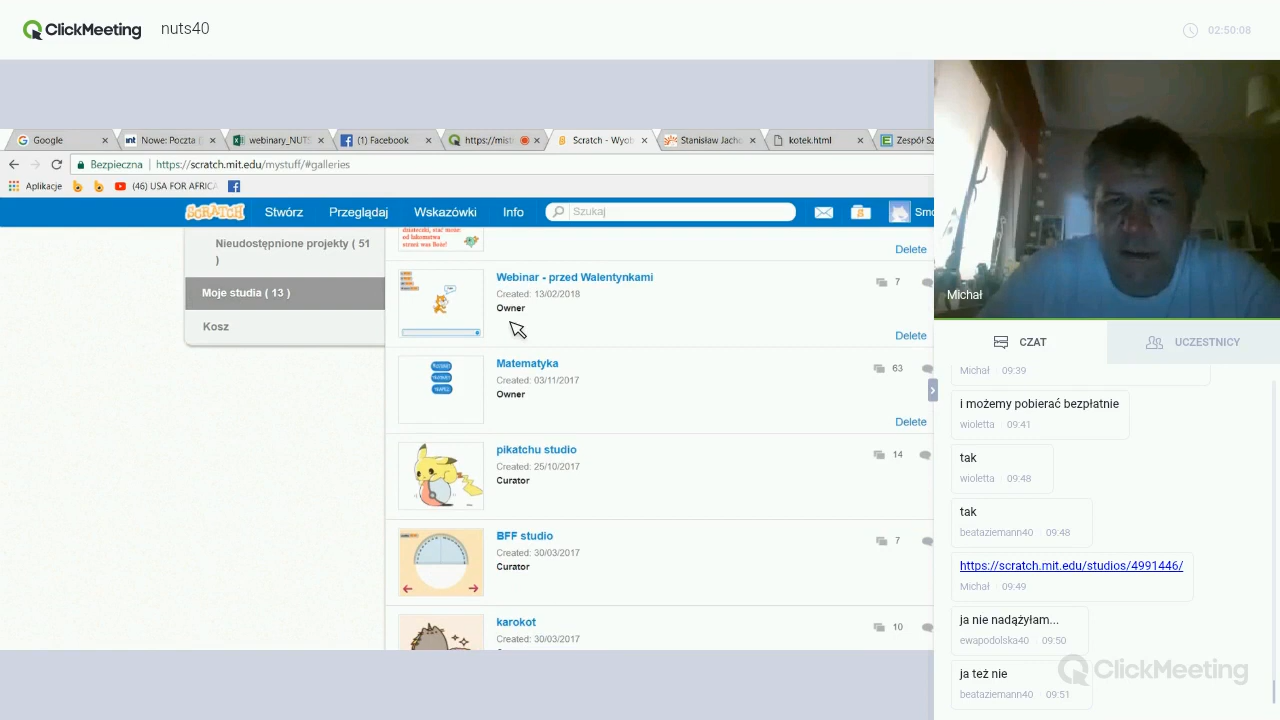 ClickMeeting
nuts40
02:50:08
Google
Nowe: Poczta
webinary_NUTS
(1) Facebook
https://mist
Scratch - Wyob
Stanisław Jacho
kotek.html
Zespół Sz
Bezpieczna
https://scratch.mit.edu/mystuff/#galleries
Aplikacje
(46) USA FOR AFRICA
SCRATCH
Stwórz
Przeglądaj
Wskazówki
Info
Szukaj
Smo
Nieudostępnione projekty ( 51
)
Moje studia ( 13 )
Kosz
Delete
Webinar - przed Walentynkami
Created: 13/02/2018
Owner
7
Delete
Matematyka
Created: 03/11/2017
Owner
63
Delete
pikatchu studio
Created: 25/10/2017
Curator
14
BFF studio
Created: 30/03/2017
Curator
7
karokot
Created: 30/03/2017
10
Michał
CZAT
UCZESTNICY
Michał 09:39
i możemy pobierać bezpłatnie
wioletta 09:41
tak
wioletta 09:48
tak
beataziemann40 09:48
https://scratch.mit.edu/studios/4991446/
Michał 09:49
ja nie nadążyłam...
ewapodolska40 09:50
ja też nie
beataziemann40 09:51
ClickMeeting